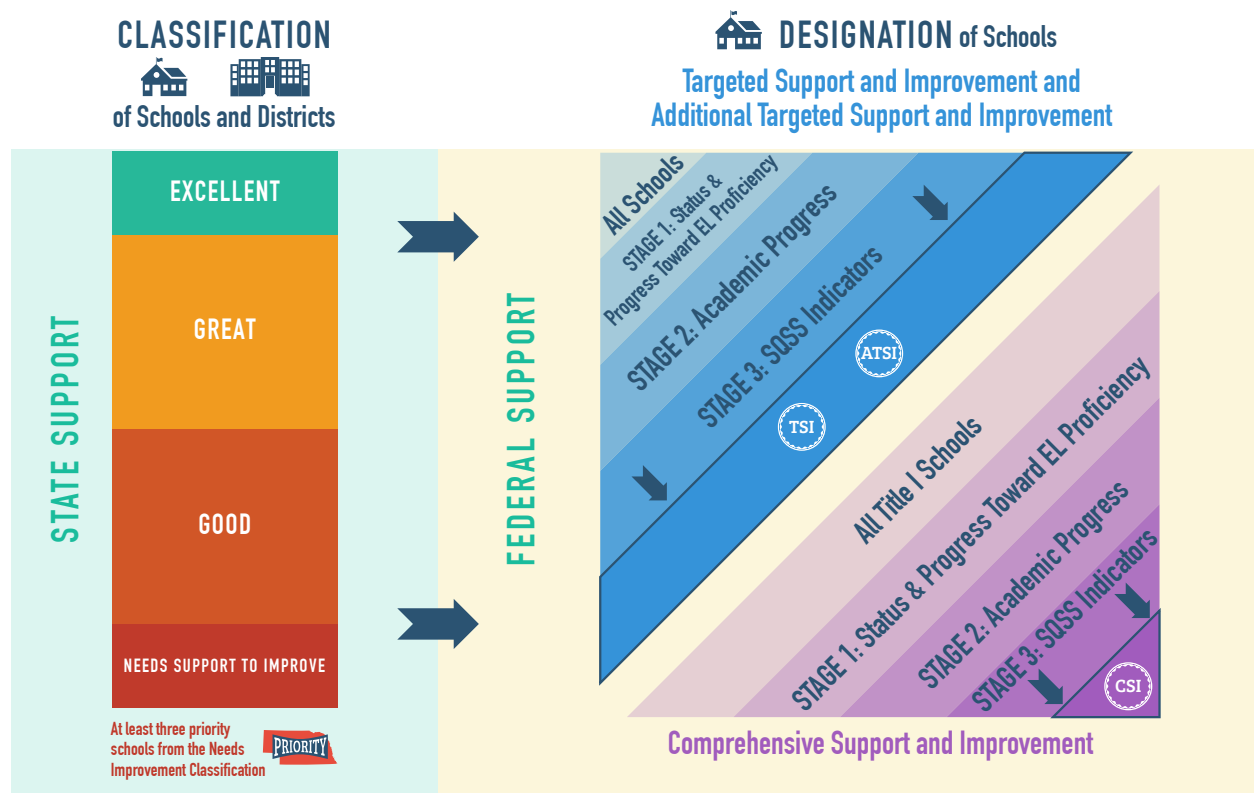 CLASSIFICATION
of Schools and Districts
STATE SUPPORT
EXCELLENT
GREAT
GOOD
NEEDS SUPPORT TO IMPROVE
At least three priority
schools from the Needs
Improvement Classification
PRIORITY
DESIGNATION of Schools
Targeted Support and Improvement and
Additional Targeted Support and Improvement
FEDERAL SUPPORT
All Schools
STAGE 1: Status &
Progress Toward EL Proficiency
STAGE 2: Academic Progress
STAGE 3: SQSS Indicators
ATSI
TSI
All Title I Schools
STAGE 1: Status & Progress Toward EL Proficiency
STAGE 2: Academic Progress
STAGE 3: SQSS Indicators
CSI
Comprehensive Support and Improvement